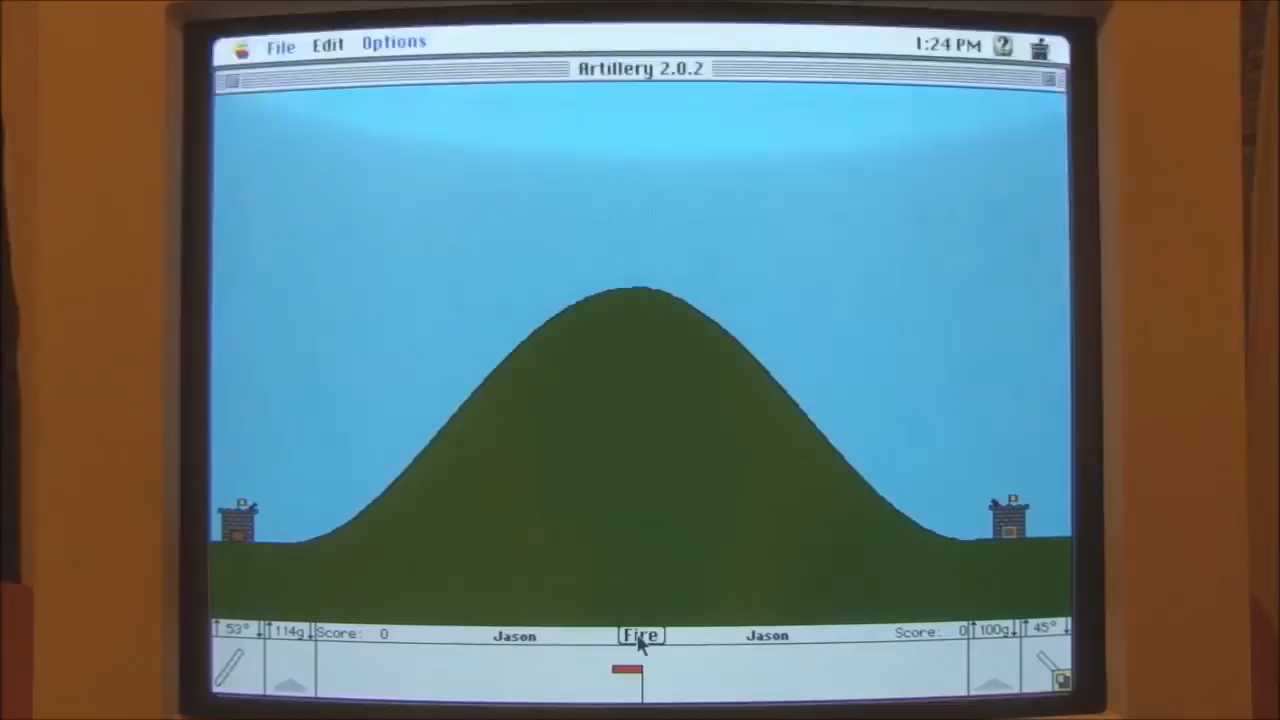 File Edit Options 1:24 PM
Artillery 2.0.2
53° 114g Score: 0 Jason Fire Jason Score: 0 100g 45°